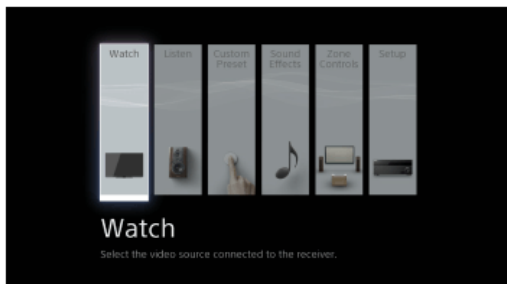 Watch
Listen
Custom
Preset
Sound
Effects
Zone
Controls
Setup
Watch
Select the video source connected to the receiver.